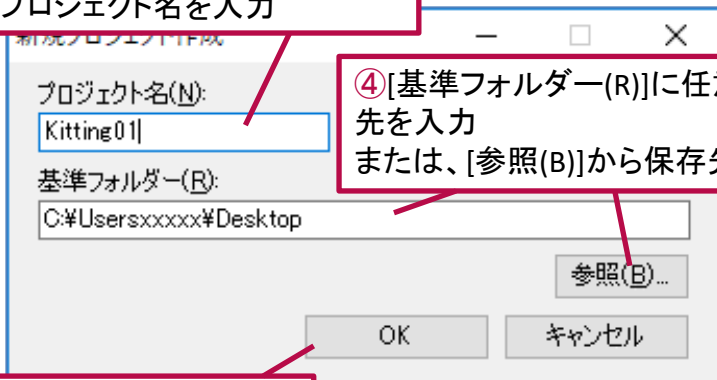 プロジェクト名を入力
新規プロジェクト作成
プロジェクト名(N):
Kitting01
④[基準フォルダー(R)]に任
先を入力
または、[参照(B)]から保存
基準フォルダー(R):
C:¥Usersxxxxx¥Desktop
参照(B)...
OK
キャンセル